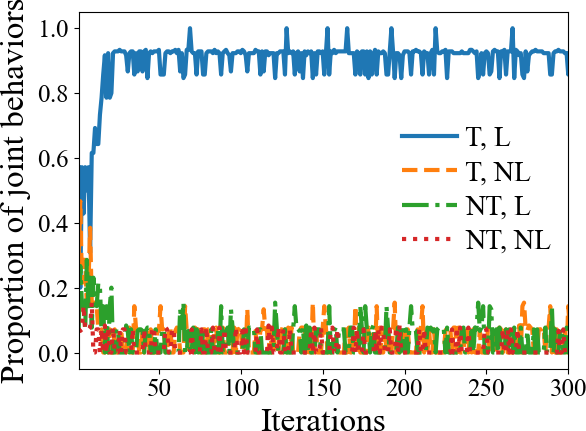 Proportion of joint behaviors
1.0
0.8
0.6
0.4
0.2
0.0
T, L
T, NL
NT, L
NT, NL
50 100 150 200 250 300
Iterations